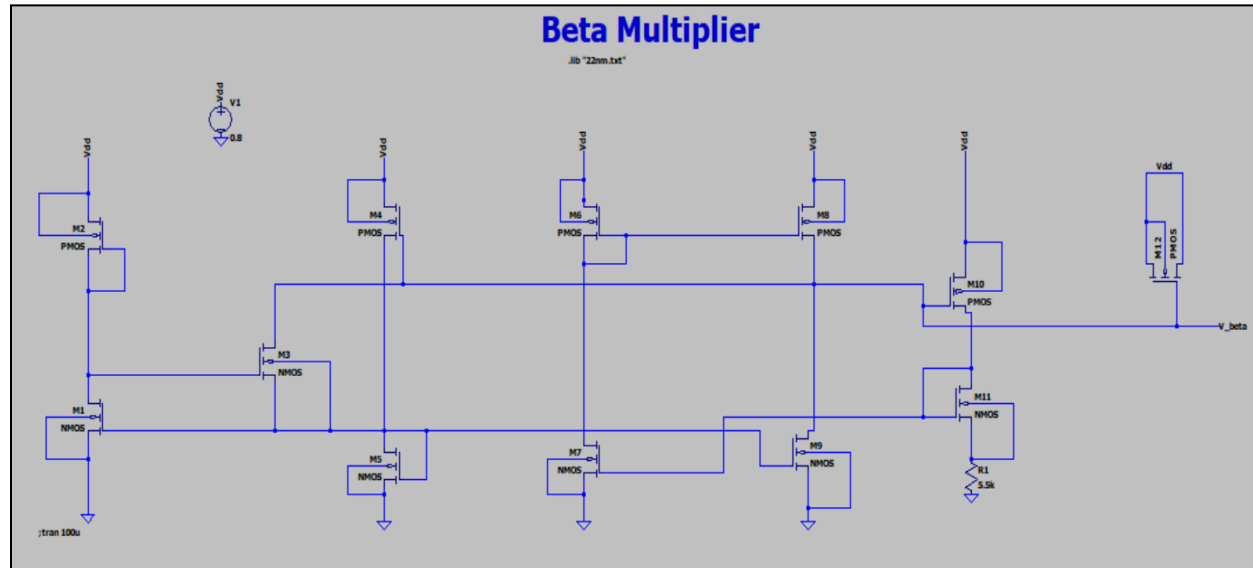 Beta Multiplier
.lib "22nm.txt"
Vdd
V1
0.8
Vdd
Vdd
Vdd
Vdd
Vdd
Vdd
M2
PMOS
M4
PMOS
M6
PMOS
M8
PMOS
M10
PMOS
M12
PMOS
V_beta
M3
NMOS
M1
NMOS
M5
NMOS
M7
NMOS
M9
NMOS
M11
NMOS
R1
5.5k
;tran 100u